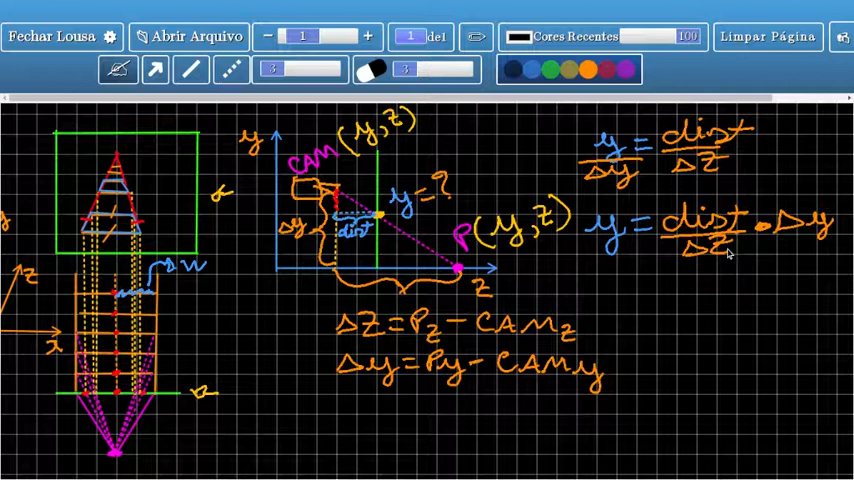 Fechar Lousa
Abrir Arquivo
− 1 +
1 de1
Cores Recentes 100
Limpar Página
3
3
y
CAM (y,z)
y=?
Δy
dist
P(y,z)
z
ΔZ = Pz - CAMz
Δy = Py - CAMy
y = dist
Δy ΔZ
y = dist . Δy
ΔZ
w
z
x
y